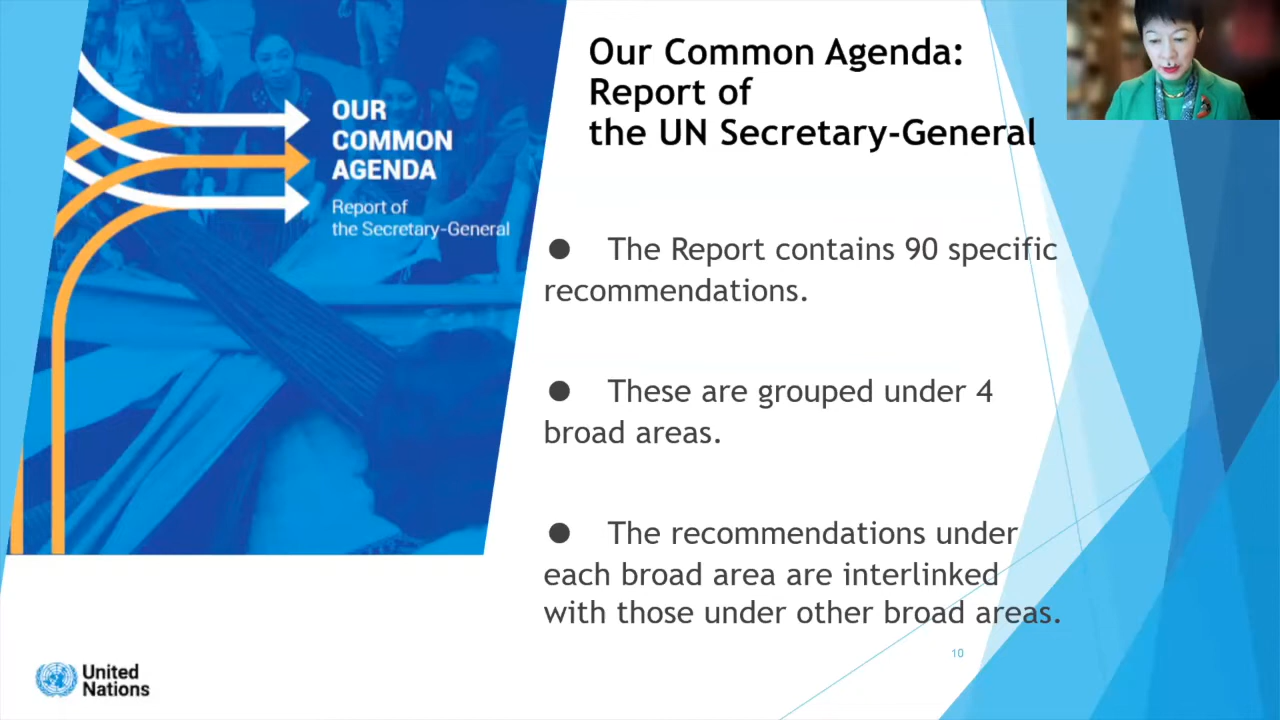 OUR
COMMON
AGENDA
Report of
the Secretary-General
Our Common Agenda:
Report of
the UN Secretary-General
● The Report contains 90 specific
recommendations.
● These are grouped under 4
broad areas.
● The recommendations under
each broad area are interlinked
with those under other broad areas.
10
United
Nations